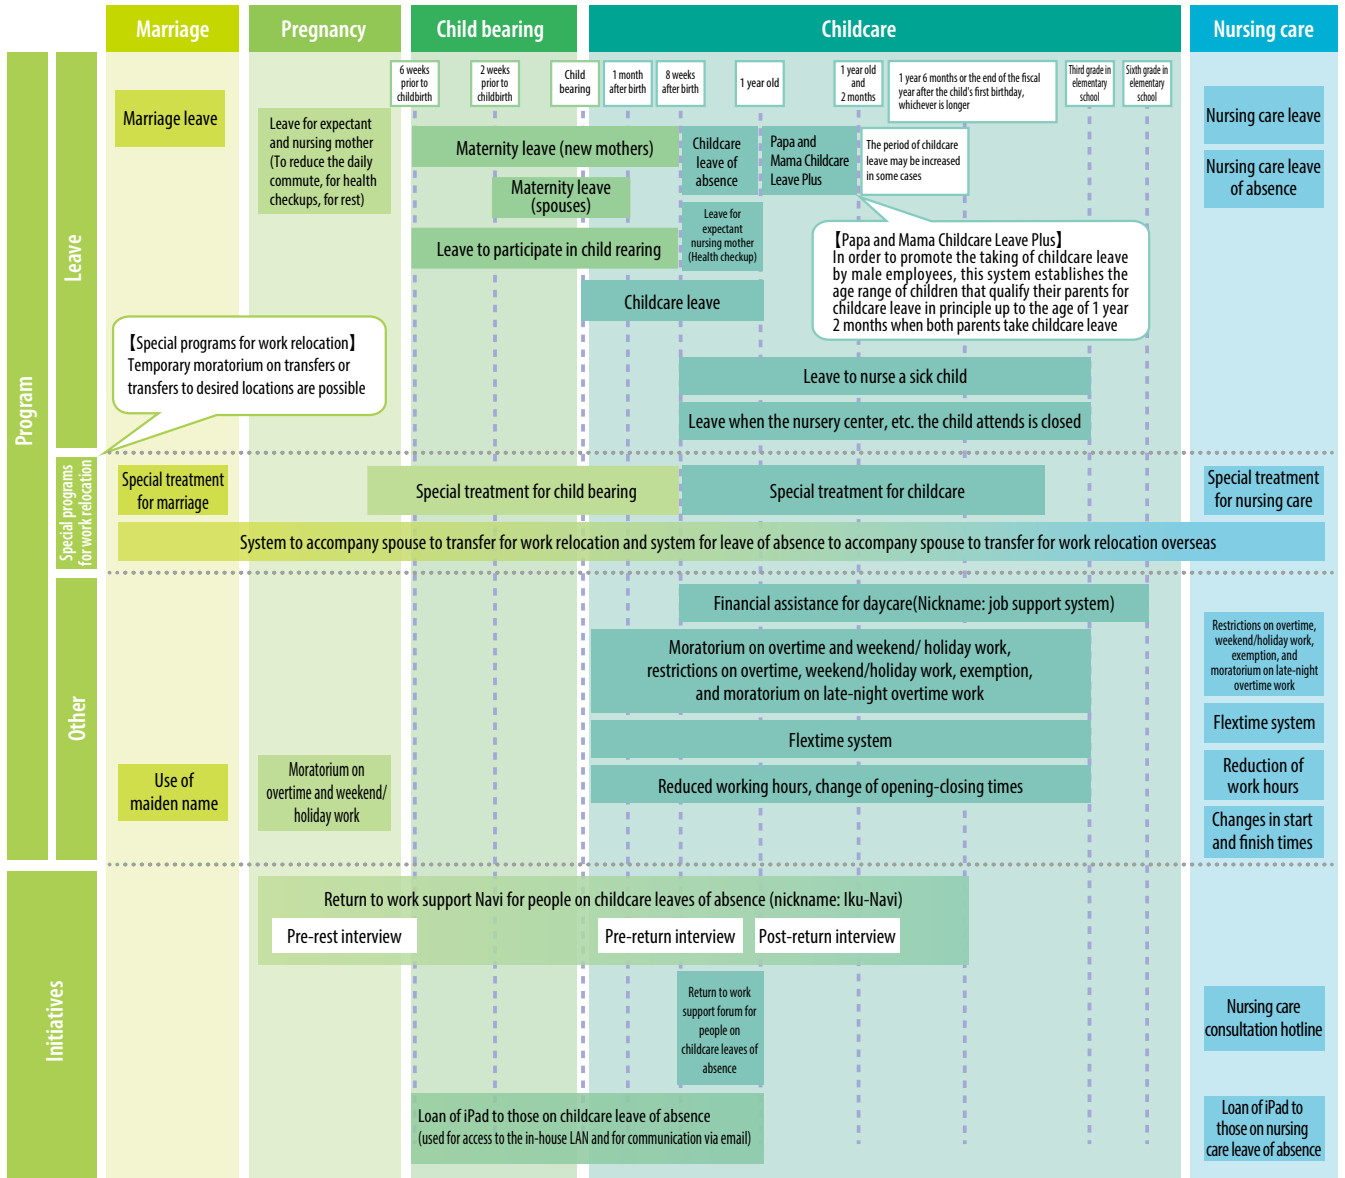 Marriage
Pregnancy
Child bearing
Childcare
Nursing care
Program
Leave
6 weeks
prior to
childbirth
2 weeks
prior to
childbirth
Child
bearing
1 month
after birth
8 weeks
after birth
1 year old
1 year old
and
2 months
1 year 6 months or the end of the fiscal
year after the child's first birthday,
whichever is longer
Third grade in
elementary
school
Sixth grade in
elementary
school
Marriage leave
Leave for expectant
and nursing mother
(To reduce the daily
commute, for health
checkups, for rest)
Maternity leave (new mothers)
Maternity leave
(spouses)
Leave to participate in child rearing
Childcare
leave of
absence
Papa and
Mama Childcare
Leave Plus
The period of childcare
leave may be increased
in some cases
Leave for
expectant
nursing mother
(Health checkup)
Childcare leave
【Papa and Mama Childcare Leave Plus】
In order to promote the taking of childcare leave
by male employees, this system establishes the
age range of children that qualify their parents for
childcare leave in principle up to the age of 1 year
2 months when both parents take childcare leave
Nursing care leave
Nursing care leave
of absence
【Special programs for work relocation】
Temporary moratorium on transfers or
transfers to desired locations are possible
Leave to nurse a sick child
Leave when the nursery center, etc. the child attends is closed
Special programs
for work relocation
Special treatment
for marriage
Special treatment for child bearing
Special treatment for childcare
Special treatment
for nursing care
System to accompany spouse to transfer for work relocation and system for leave of absence to accompany spouse to transfer for work relocation overseas
Other
Financial assistance for daycare(Nickname: job support system)
Moratorium on overtime and weekend/ holiday work,
restrictions on overtime, weekend/holiday work, exemption,
and moratorium on late-night overtime work
Flextime system
Reduced working hours, change of opening-closing times
Use of
maiden name
Moratorium on
overtime and weekend/
holiday work
Restrictions on overtime,
weekend/holiday work,
exemption, and
moratorium on late-night
overtime work
Flextime system
Reduction of
work hours
Changes in start
and finish times
Initiatives
Return to work support Navi for people on childcare leaves of absence (nickname: Iku-Navi)
Pre-rest interview
Pre-return interview
Post-return interview
Return to work
support forum for
people on
childcare leaves of
absence
Nursing care
consultation hotline
Loan of iPad to those on childcare leave of absence
(used for access to the in-house LAN and for communication via email)
Loan of iPad to
those on nursing
care leave of absence